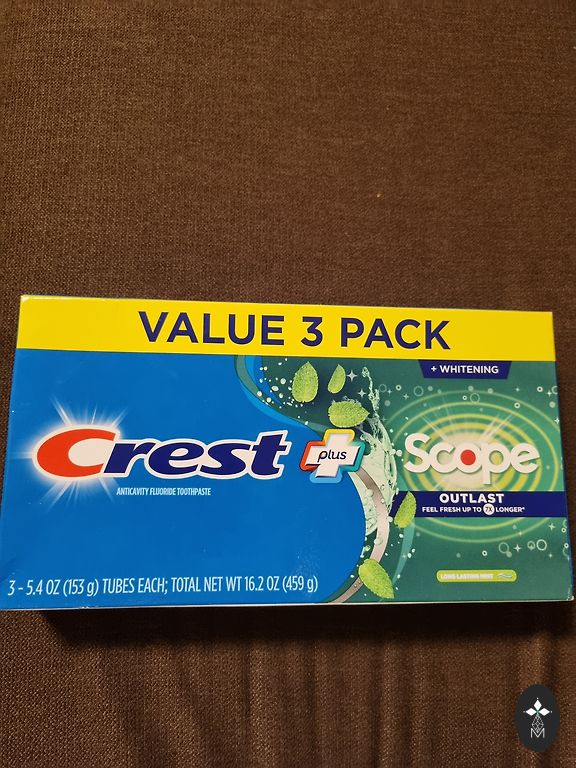 VALUE 3 PACK
+ WHITENING
Crest plus Scope
ANTICAVITY FLUORIDE TOOTHPASTE
OUTLAST
FEEL FRESH UP TO 7X LONGER*
LONG LASTING MINT
3 - 5.4 OZ (153 g) TUBES EACH; TOTAL NET WT 16.2 OZ (459 g)
M